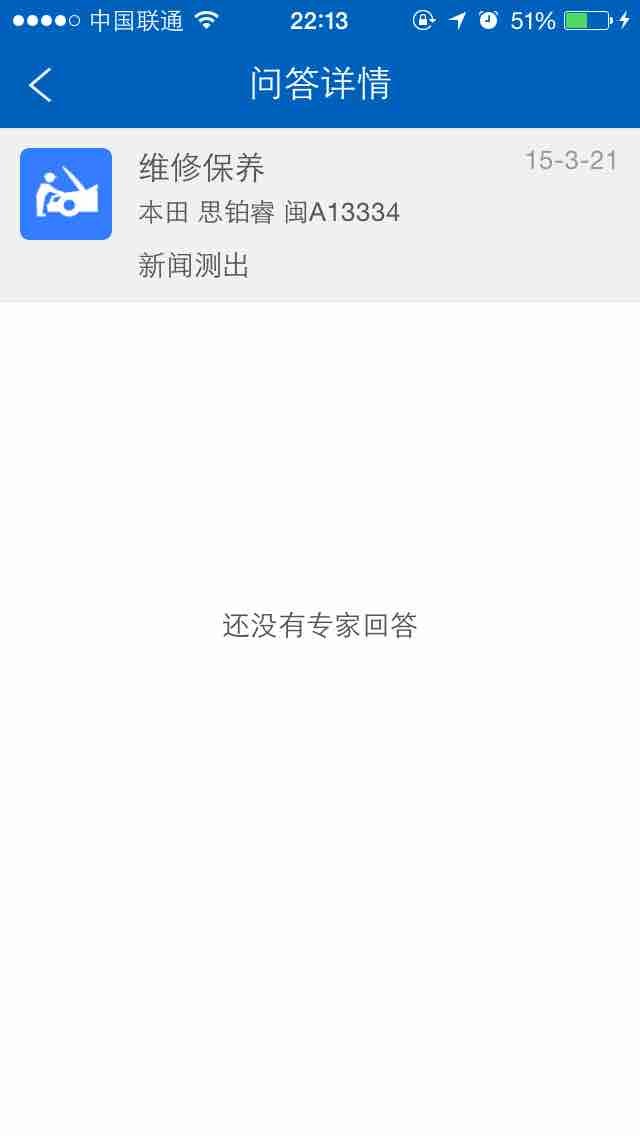 中国联通 22:13 51%
问答详情
维修保养 15-3-21
本田 思铂睿 闽A13334
新闻测出
还没有专家回答